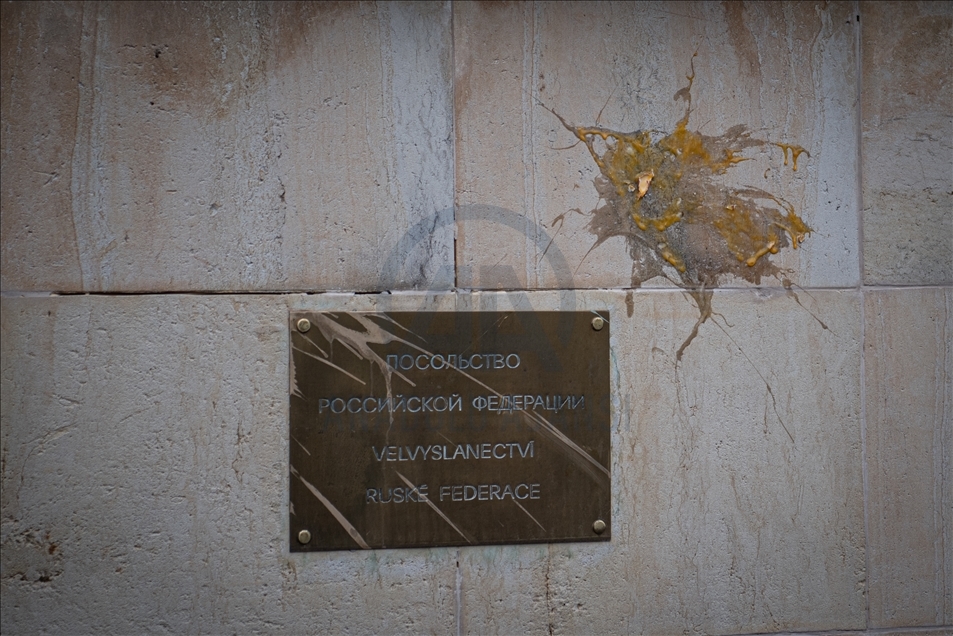 ПОСОЛЬСТВО
РОССИЙСКОЙ ФЕДЕРАЦИИ
VELVYSLANECTVÍ
RUSKÉ FEDERACE